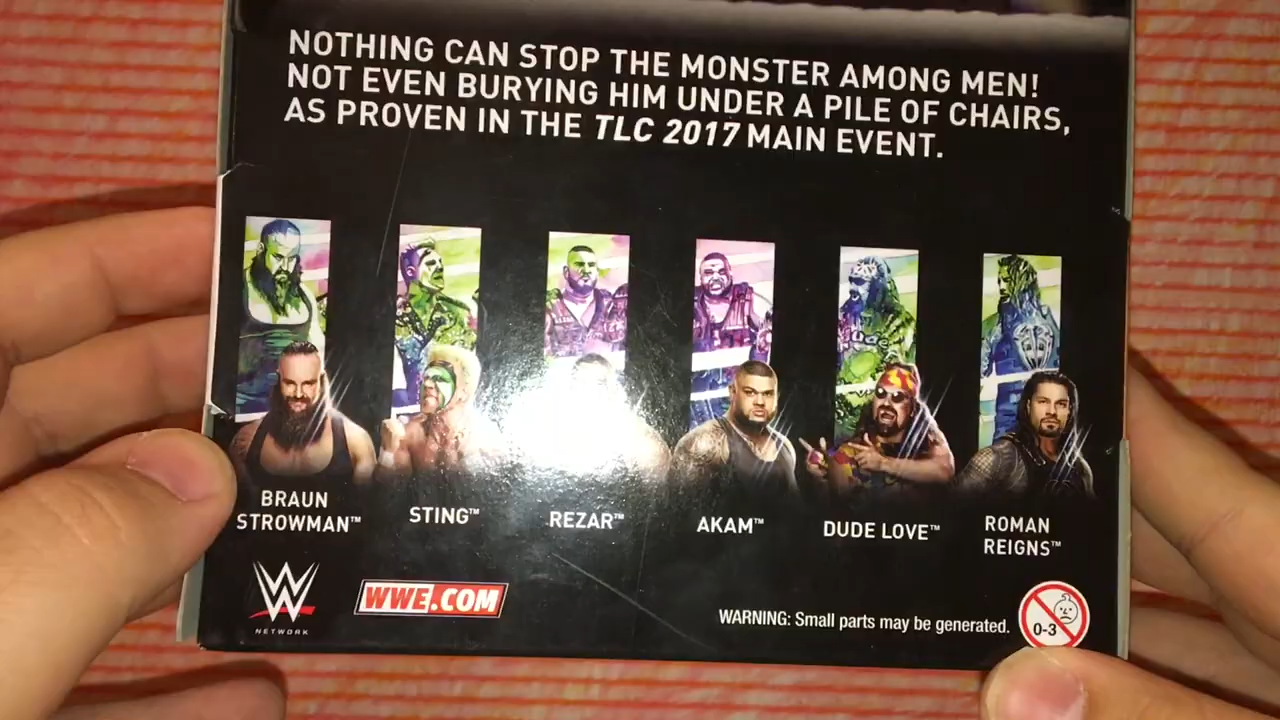 NOTHING CAN STOP THE MONSTER AMONG MEN!
NOT EVEN BURYING HIM UNDER A PILE OF CHAIRS,
AS PROVEN IN THE TLC 2017 MAIN EVENT.
BRAUN
STROWMAN™
STING™
REZAR™
AKAM™
DUDE LOVE™
ROMAN
REIGNS™
W
NETWORK
WWE.COM
WARNING: Small parts may be generated.
0-3